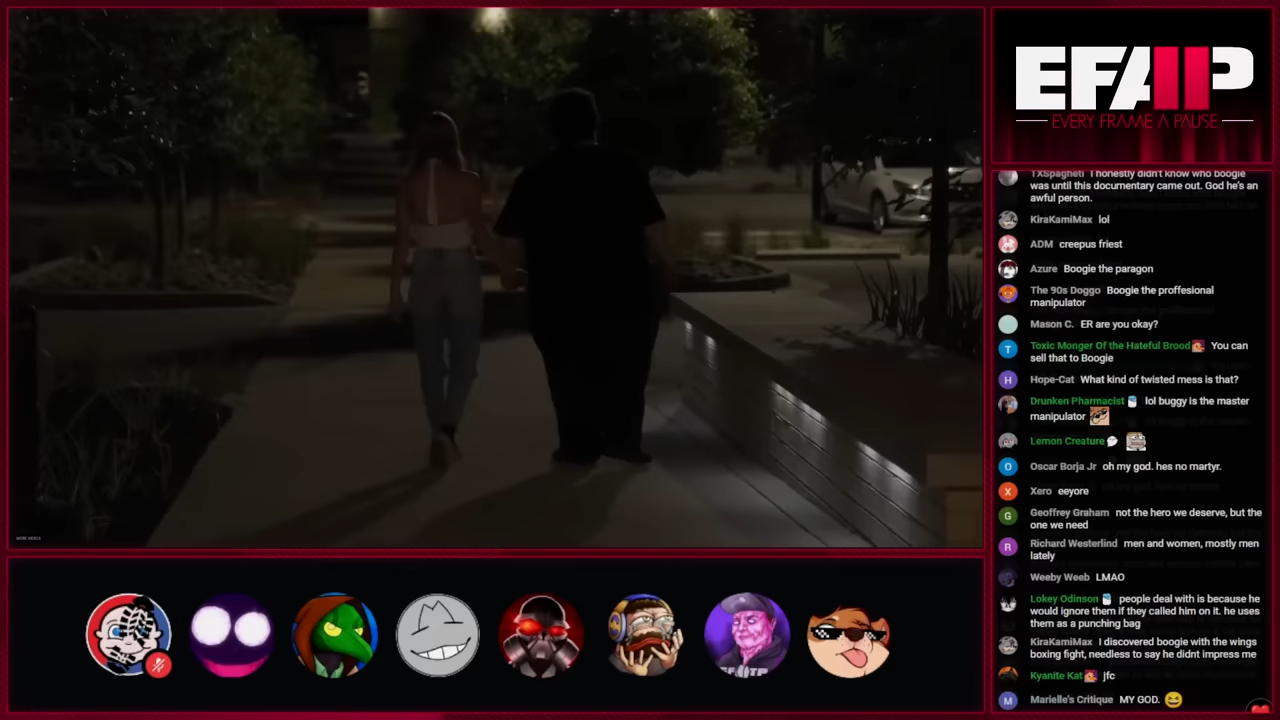 EFAP
EVERY FRAME A PAUSE
TXSpagheti I honestly didn't know who boogie
was until this documentary came out. God he's an
awful person.
KiraKamiMax lol
ADM creepus friest
Azure Boogie the paragon
The 90s Doggo Boogie the proffesional
manipulator
Mason C. ER are you okay?
T Toxic Monger Of the Hateful Brood You can
sell that to Boogie
H Hope-Cat What kind of twisted mess is that?
Drunken Pharmacist lol buggy is the master
manipulator
Lemon Creature
O Oscar Borja Jr oh my god. hes no martyr.
X Xero eeyore
G Geoffrey Graham not the hero we deserve, but the
one we need
R Richard Westerlind men and women, mostly men
lately
Weeby Weeb LMAO
Lokey Odinson people deal with is because he
would ignore them if they called him on it. he uses
them as a punching bag
KiraKamiMax I discovered boogie with the wings
boxing fight, needless to say he didnt impress me
Kyanite Kat jfc
M Marielle's Critique MY GOD.
MORE VIDEOS
EFAP